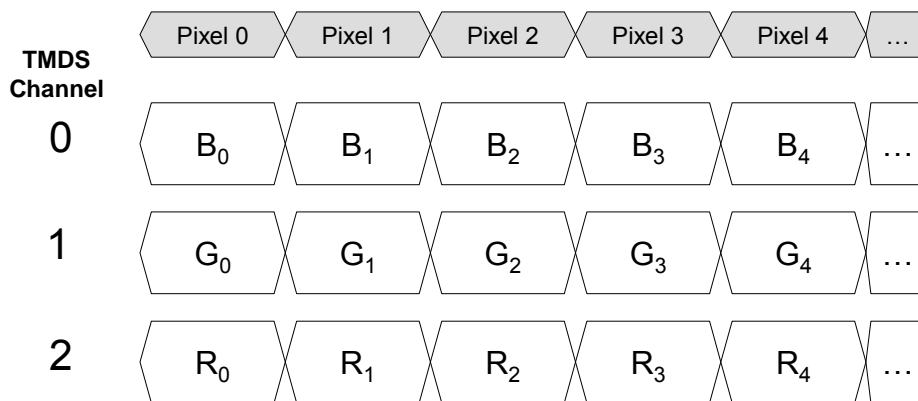 Pixel 0 Pixel 1 Pixel 2 Pixel 3 Pixel 4 ...
TMDS
Channel
0 B0 B1 B2 B3 B4 ...
1 G0 G1 G2 G3 G4 ...
2 R0 R1 R2 R3 R4 ...